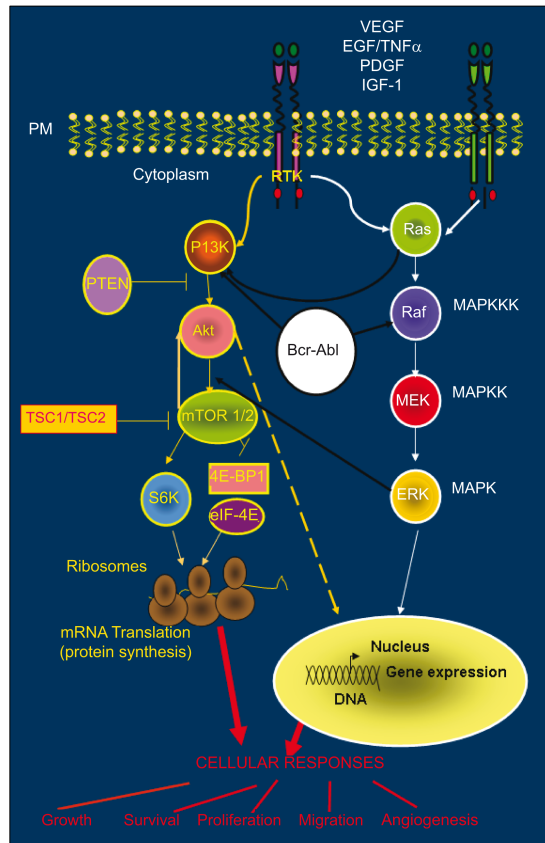 VEGF
EGF/TNFα
PDGF
IGF-1
PM
Cytoplasm
RTK
Ras
P13K
PTEN
Raf
MAPKKK
Akt
Bcr-Abl
MEK
MAPKK
TSC1/TSC2
mTOR 1/2
4E-BP1
S6K
eIF-4E
ERK
MAPK
Ribosomes
mRNA Translation
(protein synthesis)
Nucleus
Gene expression
DNA
CELLULAR RESPONSES
Growth
Survival
Proliferation
Migration
Angiogenesis